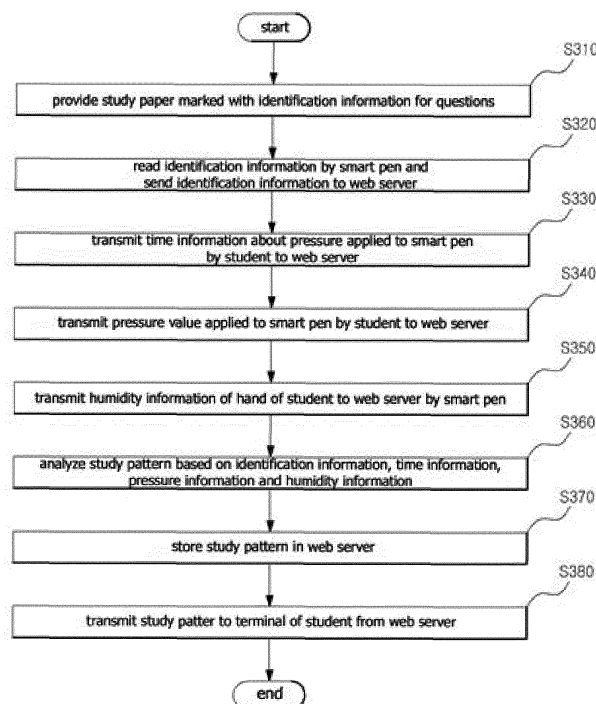 start
S310
provide study paper marked with identification information for questions
S320
read identification information by smart pen and
send identification information to web server
S330
transmit time information about pressure applied to smart pen
by student to web server
S340
transmit pressure value applied to smart pen by student to web server
S350
transmit humidity information of hand of student to web server by smart pen
S360
analyze study pattern based on identification information, time information,
pressure information and humidity information
S370
store study pattern in web server
S380
transmit study patter to terminal of student from web server
end